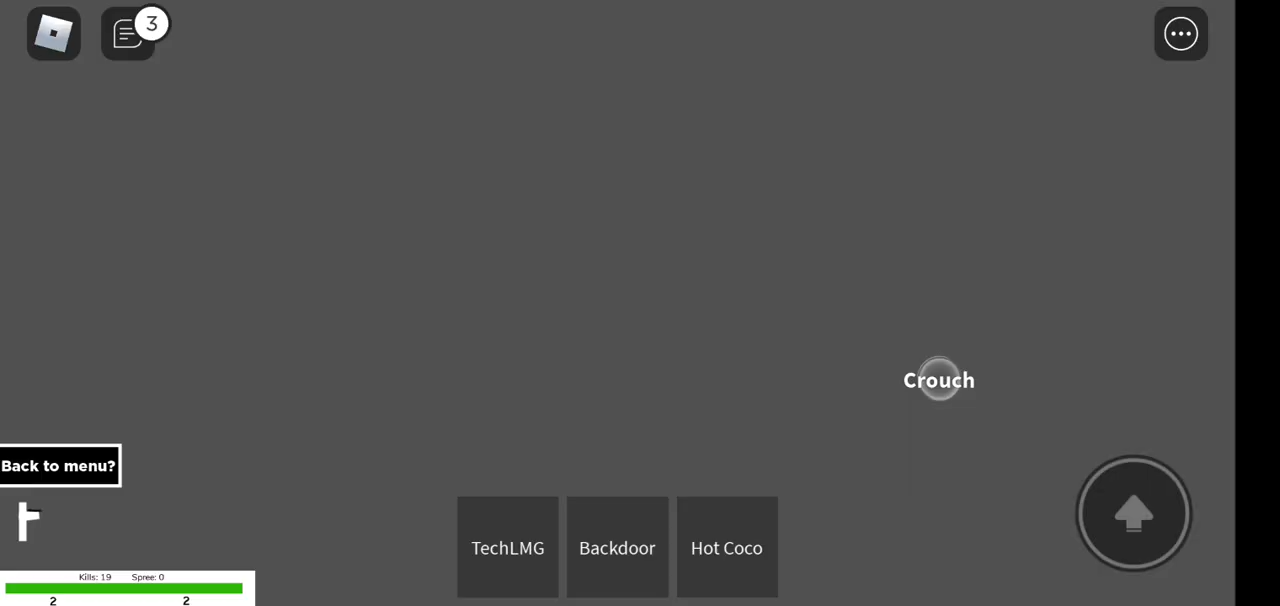 3
Crouch
Back to menu?
TechLMG
Backdoor
Hot Coco
Kills: 19 Spree: 0
2 2